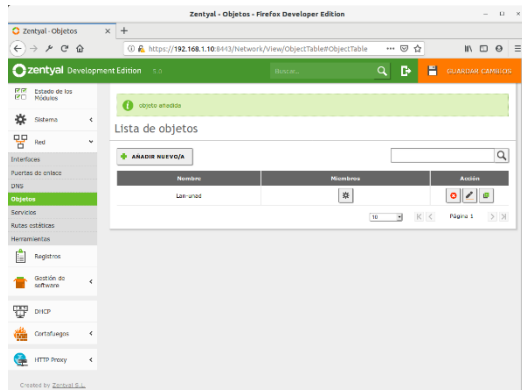 Zentyal - Objetos - Firefox Developer Edition
Zentyal - Objetos
https://192.168.1.10:8443/Network/View/ObjectTable#ObjectTable
zentyal Development Edition
Buscar...
GUARDAR CAMBIOS
Estado de los
Módulos
Sistema
Red
Interfaces
Puertas de enlace
DNS
Objetos
Servicios
Rutas estáticas
Herramientas
Registros
Gestión de
software
DHCP
Cortafuegos
HTTP Proxy
Created by Zentyal S.L.
objeto añadido
Lista de objetos
AÑADIR NUEVO/A
Nombre Miembros Acción
Lan-unad
10
Página 1